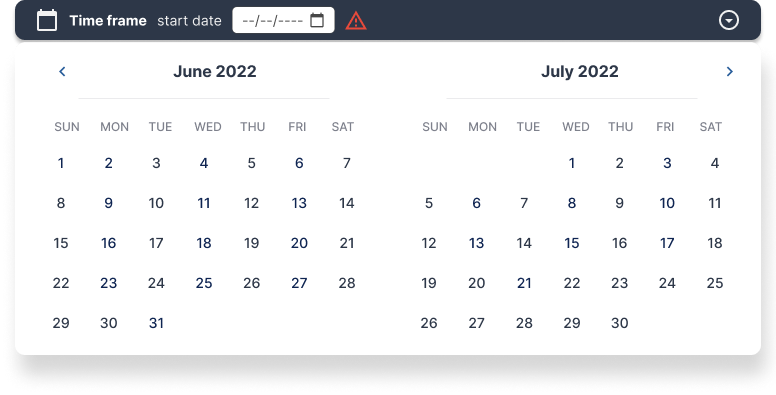 Time frame start date --/--/----
June 2022 July 2022
SUN MON TUE WED THU FRI SAT SUN MON TUE WED THU FRI SAT
1 2 3 4 5 6 7 1 2 3 4
8 9 10 11 12 13 14 5 6 7 8 9 10 11
15 16 17 18 19 20 21 12 13 14 15 16 17 18
22 23 24 25 26 27 28 19 20 21 22 23 24 25
29 30 31 26 27 28 29 30